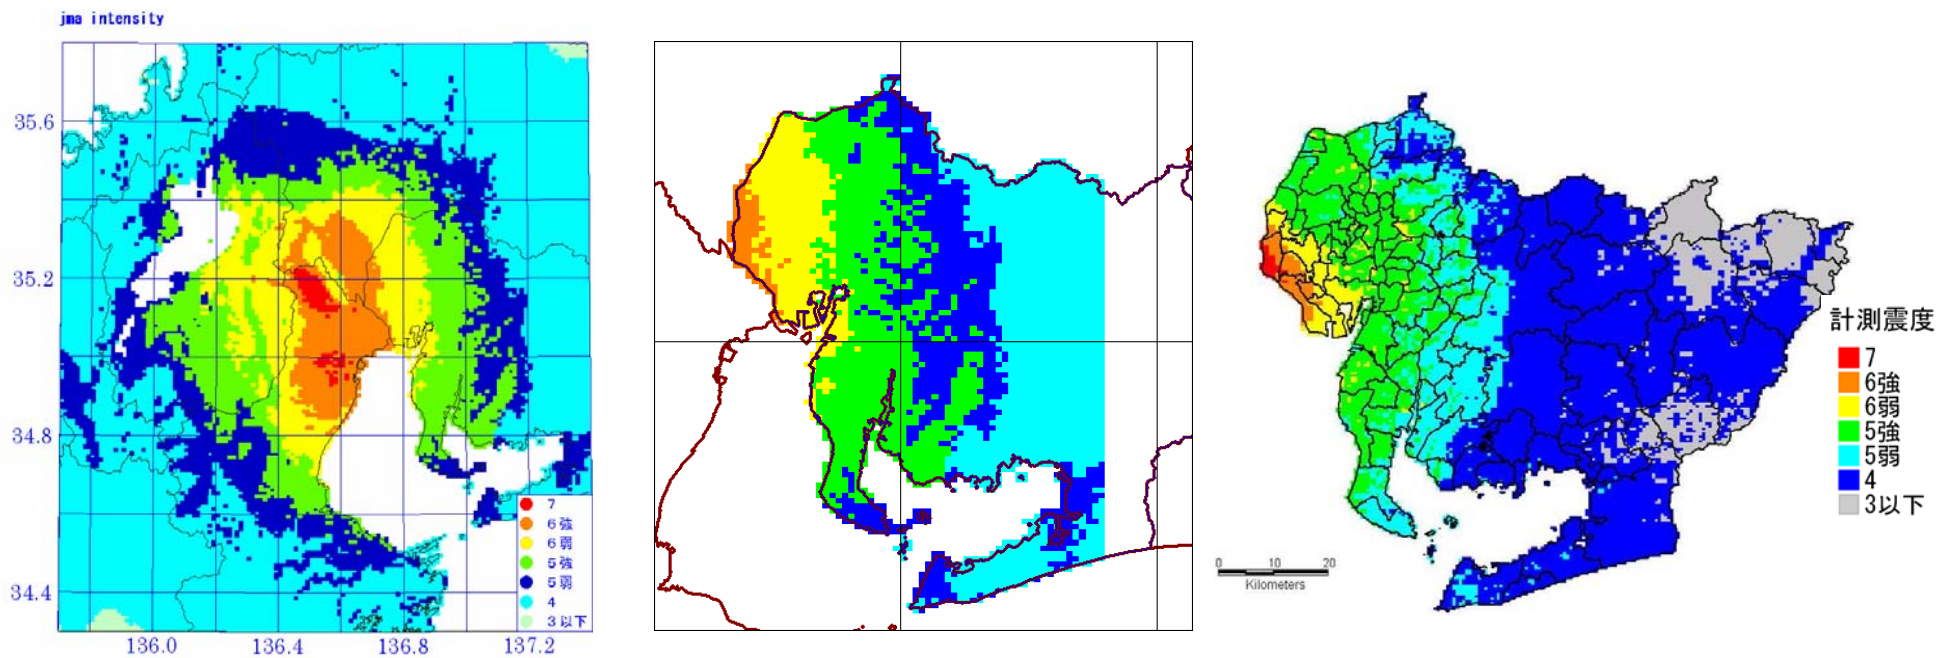 jma intensity
35.6
35.2
34.8
34.4
136.0 136.4 136.8 137.2
7
6強
6弱
5強
5弱
4
3以下
計測震度
7
6強
6弱
5強
5弱
4
3以下
0 10 20
Kilometers